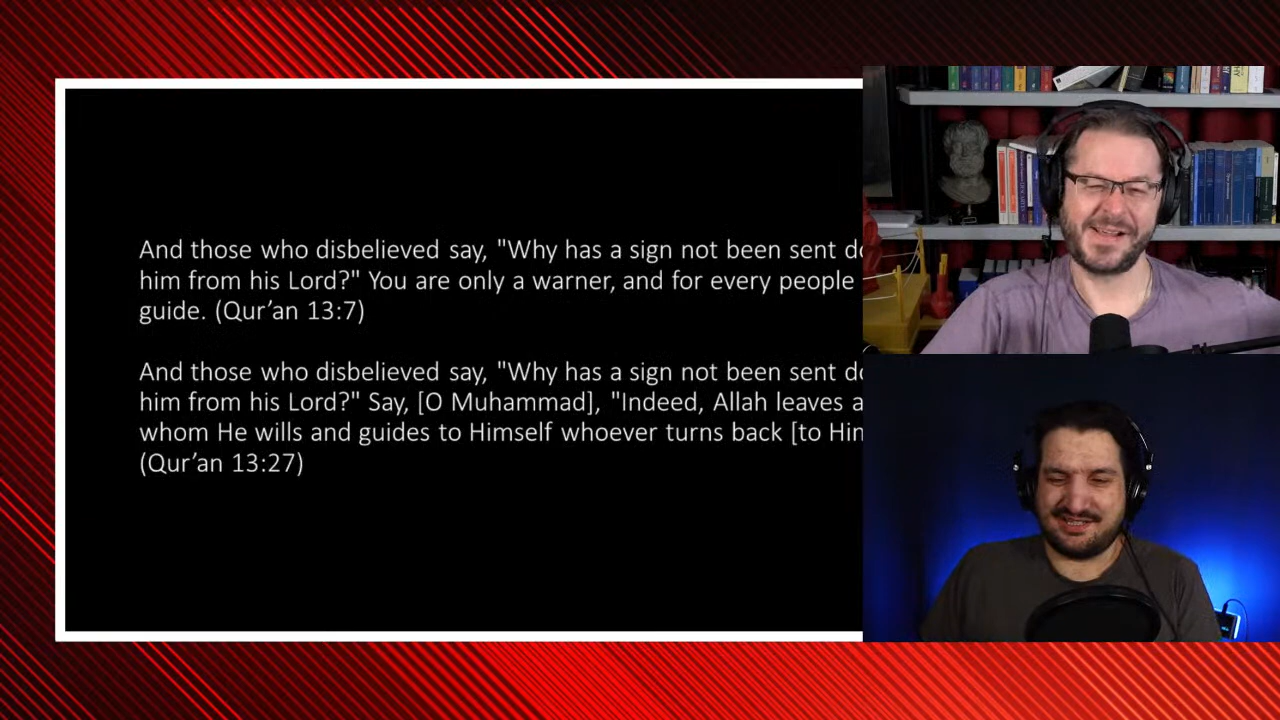 And those who disbelieved say, "Why has a sign not been sent do
him from his Lord?" You are only a warner, and for every people
guide. (Qur’an 13:7)
And those who disbelieved say, "Why has a sign not been sent do
him from his Lord?" Say, [O Muhammad], "Indeed, Allah leaves a
whom He wills and guides to Himself whoever turns back [to Him
(Qur’an 13:27)